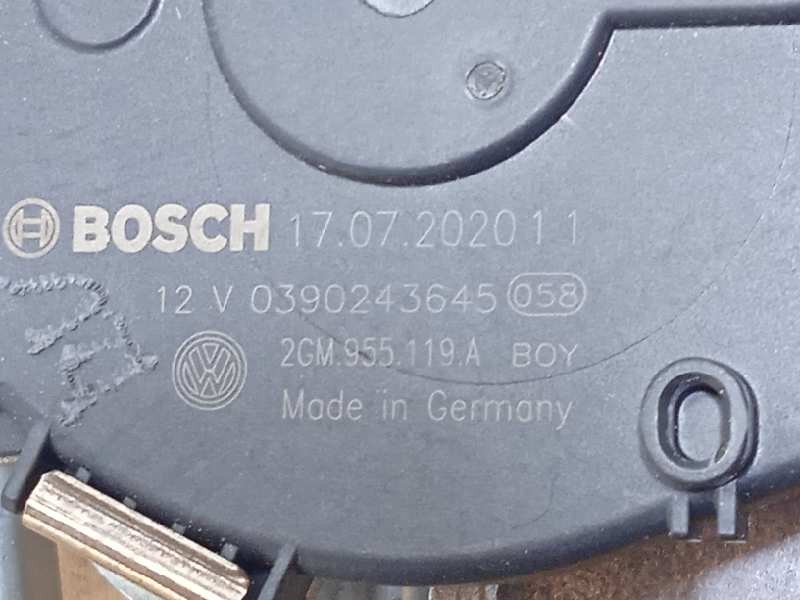 BOSCH 17.07.2020 1 1
12 V 0390243645 058
2GM.955.119.A BOY
Made in Germany